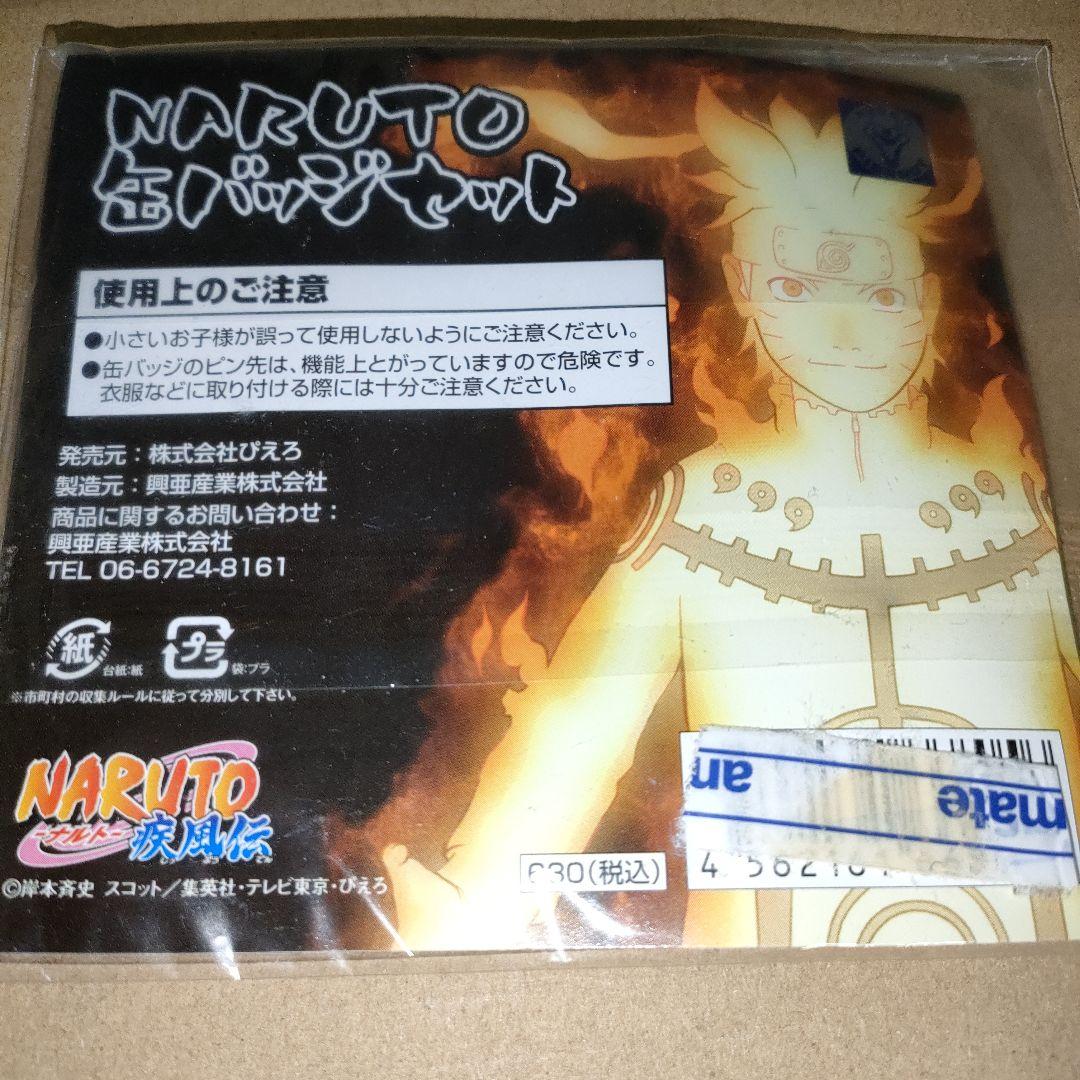 NARUTO
缶バッジセット
使用上のご注意
●小さいお子様が誤って使用しないようにご注意ください。
●缶バッジのピン先は、機能上とがっていますので危険です。
衣服などに取り付ける際には十分ご注意ください。
発売元：株式会社ぴえろ
製造元：興亜産業株式会社
商品に関するお問い合わせ：
興亜産業株式会社
TEL 06-6724-8161
紙 台紙:紙 プラ 袋:プラ
※市町村の収集ルールに従って分別して下さい。
NARUTO
-ナルト-
疾風伝
©岸本斉史 スコット／集英社・テレビ東京・ぴえろ
630(税込)
mate
an